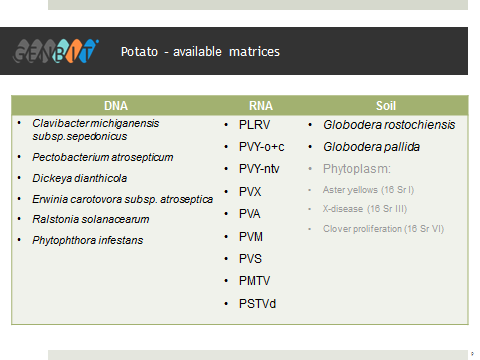 GENBIT
Potato - available matrices
DNA
RNA
Soil
• Clavibacter michiganensis
subsp.sepedonicus
• Pectobacterium atrosepticum
• Dickeya dianthicola
• Erwinia carotovora subsp. atroseptica
• Ralstonia solanacearum
• Phytophthora infestans
• PLRV
• PVY-o+c
• PVY-ntv
• PVX
• PVA
• PVM
• PVS
• PMTV
• PSTVd
• Globodera rostochiensis
• Globodera pallida
• Phytoplasm:
• Aster yellows (16 Sr I)
• X-disease (16 Sr III)
• Clover proliferation (16 Sr VI)